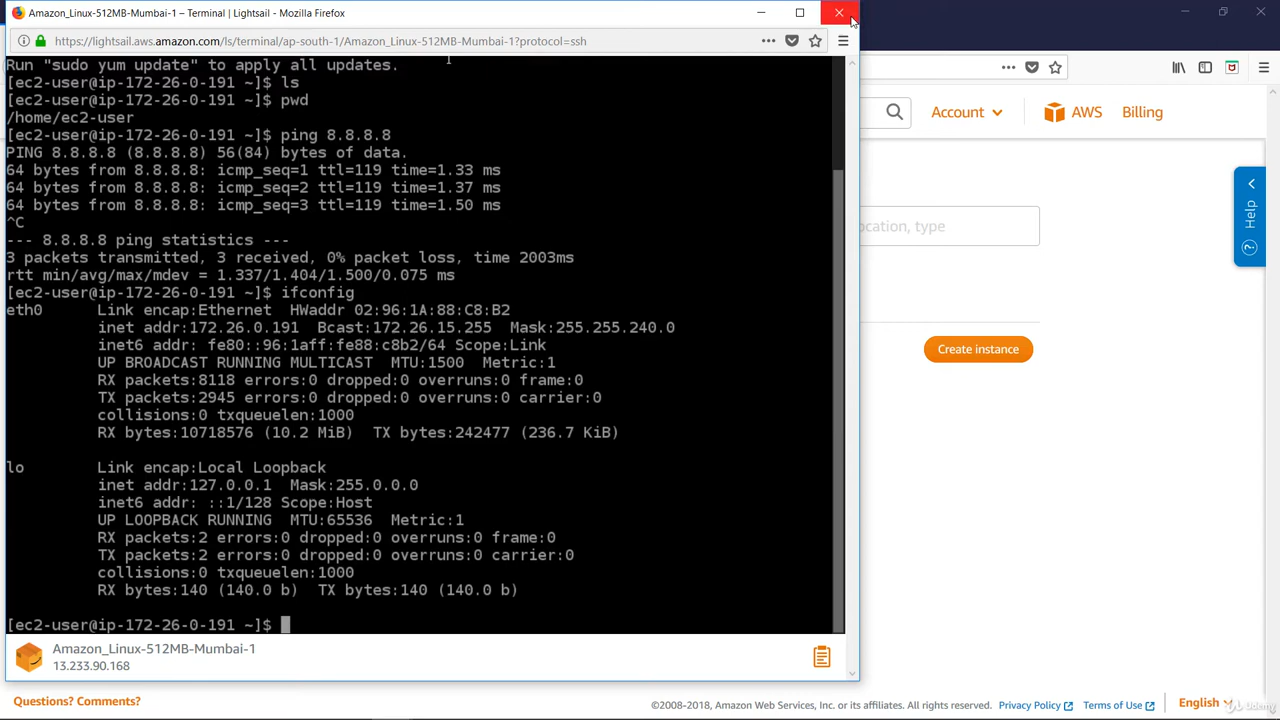 Amazon_Linux-512MB-Mumbai-1 – Terminal | Lightsail - Mozilla Firefox
https://lightsail.aws.amazon.com/ls/terminal/ap-south-1/Amazon_Linux-512MB-Mumbai-1?protocol=ssh
Run "sudo yum update" to apply all updates.
[ec2-user@ip-172-26-0-191 ~]$ ls
[ec2-user@ip-172-26-0-191 ~]$ pwd
/home/ec2-user
[ec2-user@ip-172-26-0-191 ~]$ ping 8.8.8.8
PING 8.8.8.8 (8.8.8.8) 56(84) bytes of data.
64 bytes from 8.8.8.8: icmp_seq=1 ttl=119 time=1.33 ms
64 bytes from 8.8.8.8: icmp_seq=2 ttl=119 time=1.37 ms
64 bytes from 8.8.8.8: icmp_seq=3 ttl=119 time=1.50 ms
^C
--- 8.8.8.8 ping statistics ---
3 packets transmitted, 3 received, 0% packet loss, time 2003ms
rtt min/avg/max/mdev = 1.337/1.404/1.500/0.075 ms
[ec2-user@ip-172-26-0-191 ~]$ ifconfig
eth0 Link encap:Ethernet HWaddr 02:96:1A:88:C8:B2
inet addr:172.26.0.191 Bcast:172.26.15.255 Mask:255.255.240.0
inet6 addr: fe80::96:1aff:fe88:c8b2/64 Scope:Link
UP BROADCAST RUNNING MULTICAST MTU:1500 Metric:1
RX packets:8118 errors:0 dropped:0 overruns:0 frame:0
TX packets:2945 errors:0 dropped:0 overruns:0 carrier:0
collisions:0 txqueuelen:1000
RX bytes:10718576 (10.2 MiB) TX bytes:242477 (236.7 KiB)
lo Link encap:Local Loopback
inet addr:127.0.0.1 Mask:255.0.0.0
inet6 addr: ::1/128 Scope:Host
UP LOOPBACK RUNNING MTU:65536 Metric:1
RX packets:2 errors:0 dropped:0 overruns:0 frame:0
TX packets:2 errors:0 dropped:0 overruns:0 carrier:0
collisions:0 txqueuelen:1000
RX bytes:140 (140.0 b) TX bytes:140 (140.0 b)
[ec2-user@ip-172-26-0-191 ~]$
Amazon_Linux-512MB-Mumbai-1
13.233.90.168
Account AWS Billing
ocation, type
Create instance
Help
Questions? Comments?
©2008-2018, Amazon Web Services, Inc. or its affiliates. All rights reserved. Privacy Policy Terms of Use English
Udemy